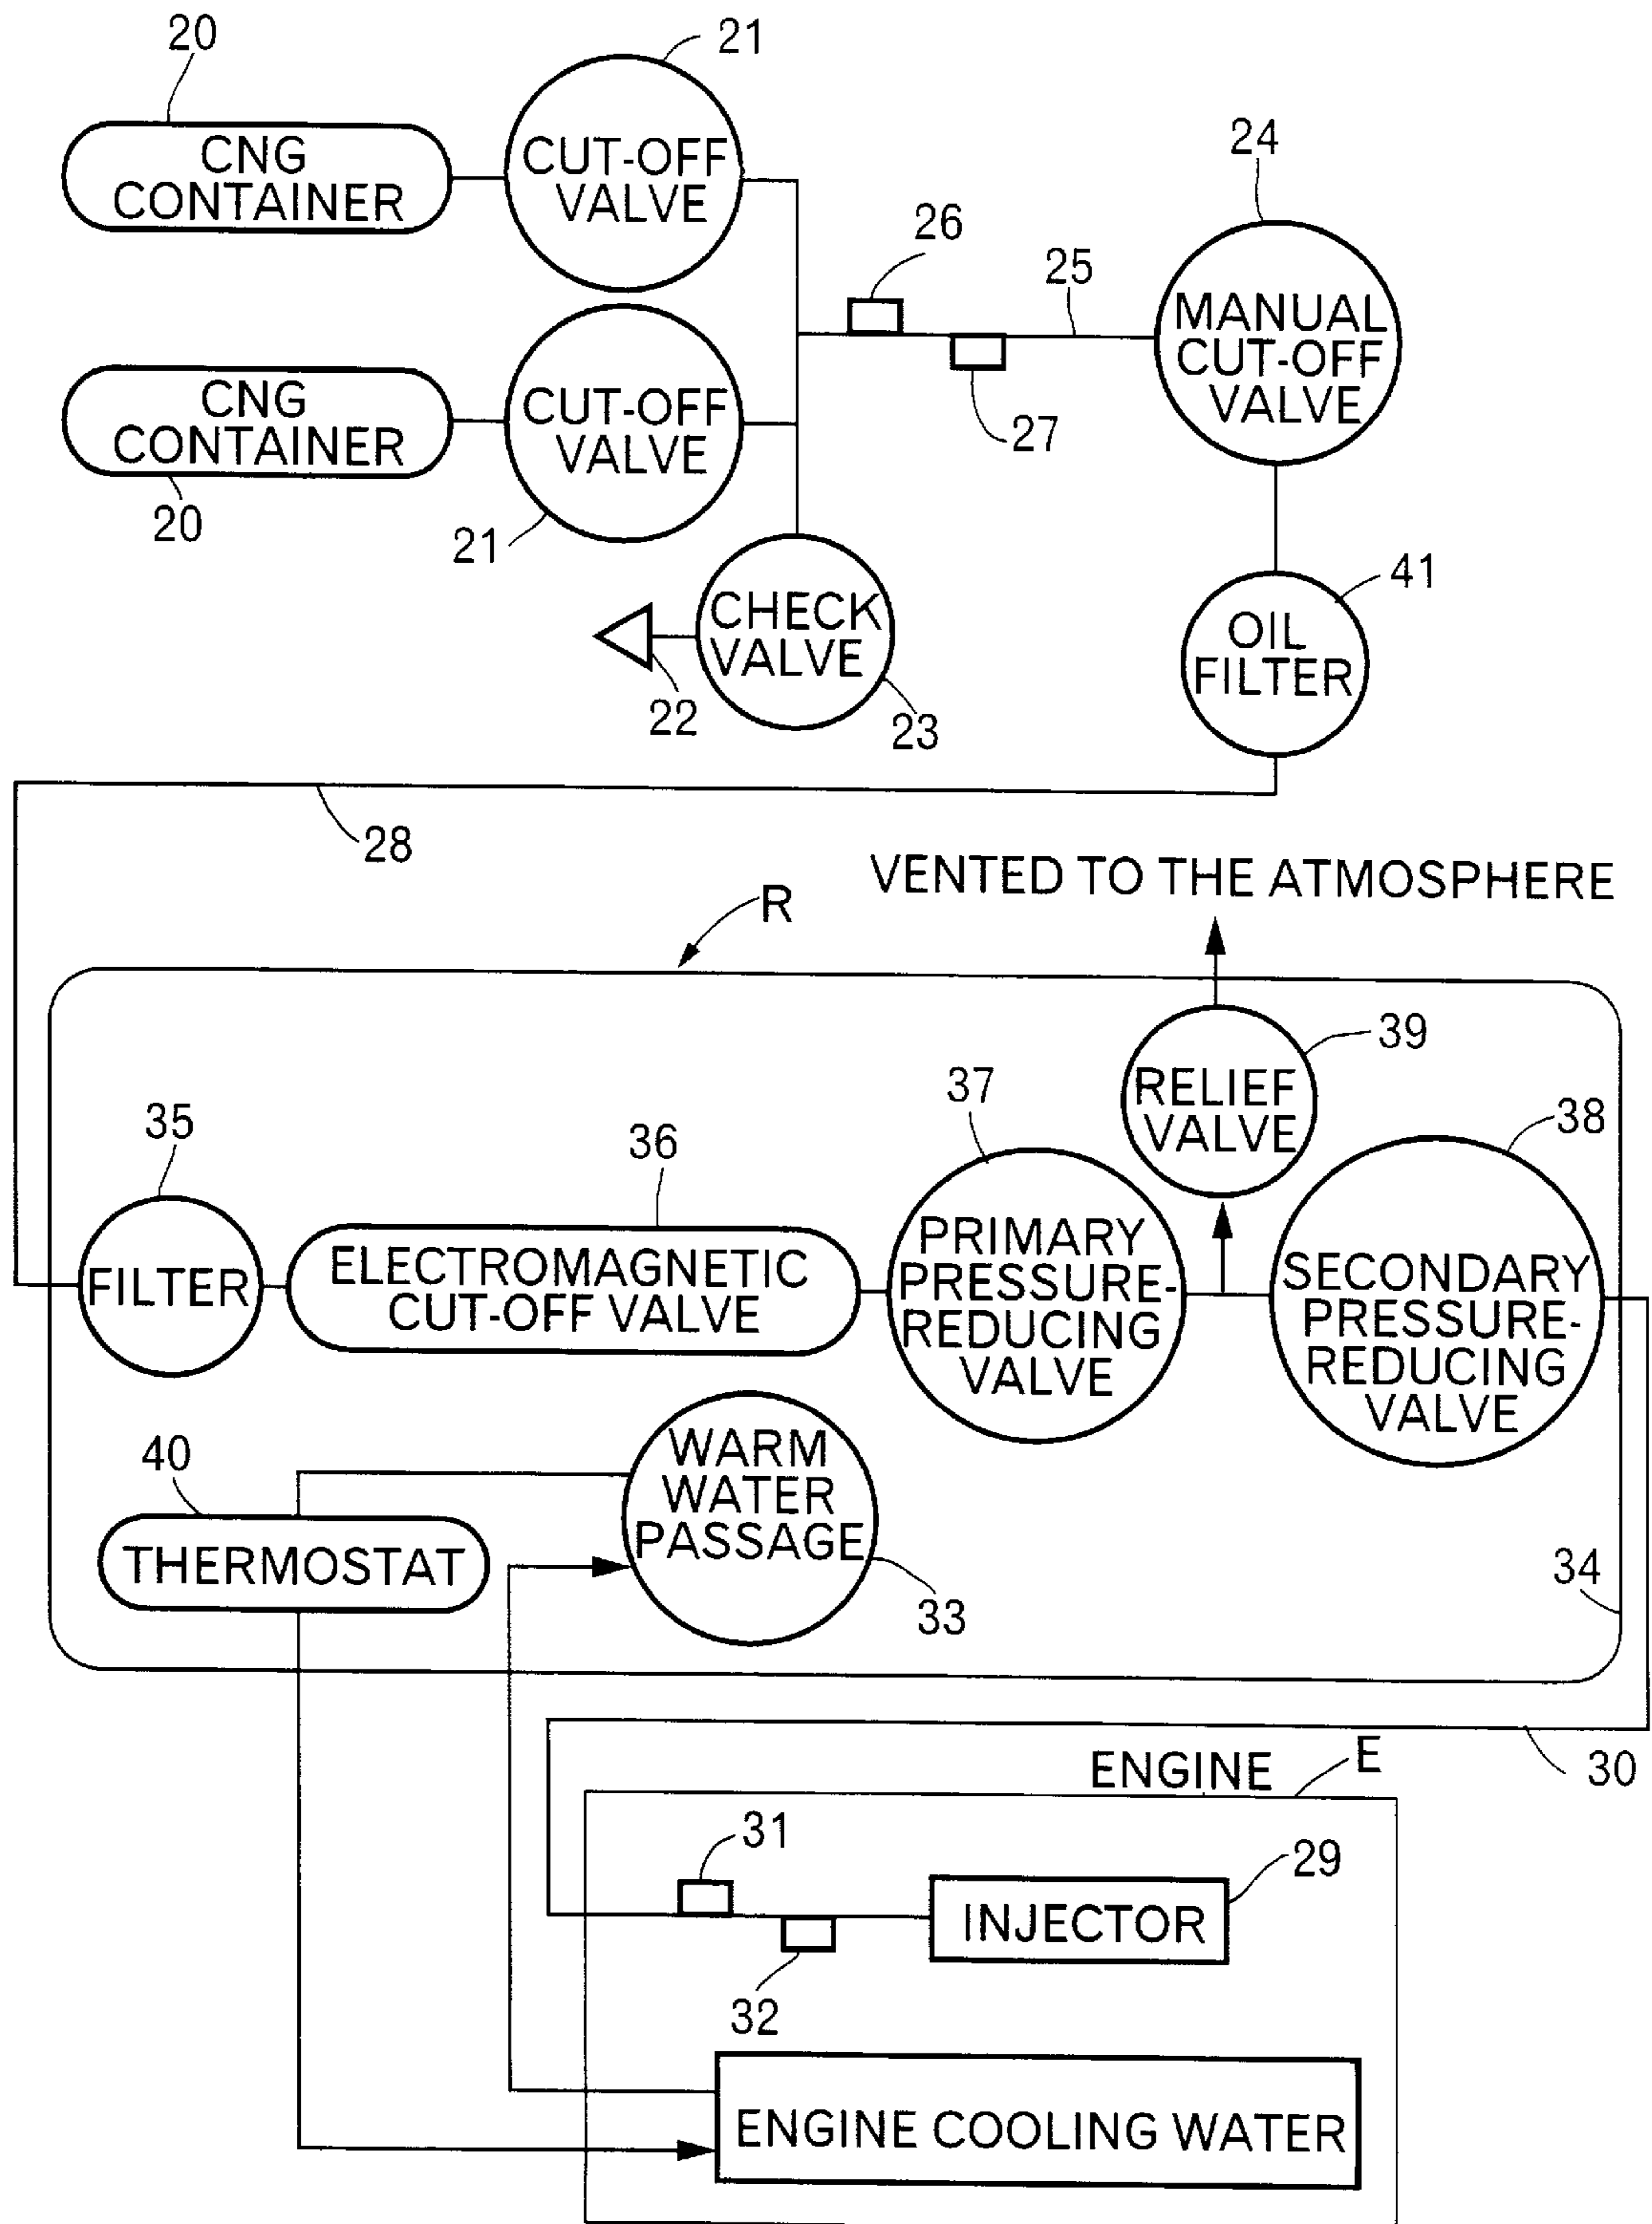 20
21
CNG
CONTAINER
CUT-OFF
VALVE
24
26
25
MANUAL
CUT-OFF
VALVE
CNG
CONTAINER
CUT-OFF
VALVE
27
20
21
41
CHECK
VALVE
OIL
FILTER
22
23
28
VENTED TO THE ATMOSPHERE
R
39
RELIEF
VALVE
37
38
35
36
FILTER
ELECTROMAGNETIC
CUT-OFF VALVE
PRIMARY
PRESSURE-
REDUCING
VALVE
SECONDARY
PRESSURE-
REDUCING
VALVE
40
WARM
WATER
PASSAGE
THERMOSTAT
34
33
30
ENGINE
E
31
29
INJECTOR
32
ENGINE COOLING WATER